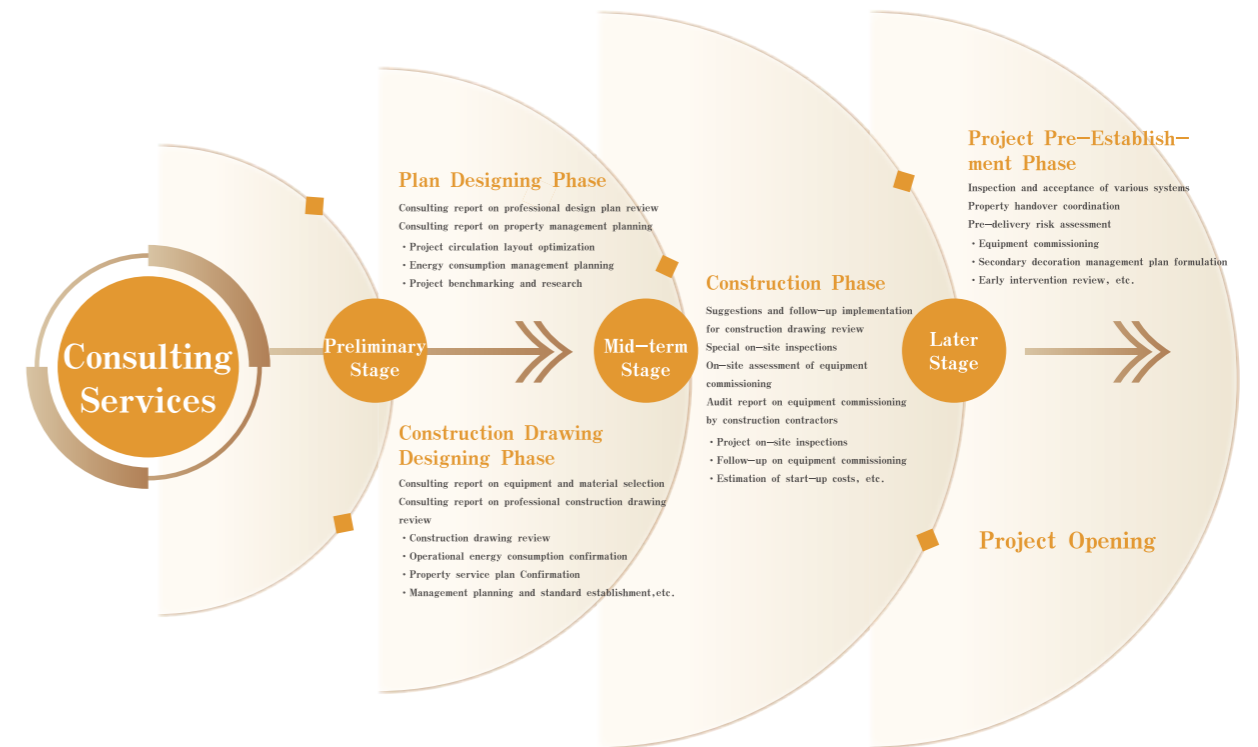 Consulting
Services
Preliminary
Stage
Plan Designing Phase
Consulting report on professional design plan review
Consulting report on property management planning
・Project circulation layout optimization
・Energy consumption management planning
・Project benchmarking and research
Construction Drawing
Designing Phase
Consulting report on equipment and material selection
Consulting report on professional construction drawing
review
・Construction drawing review
・Operational energy consumption confirmation
・Property service plan Confirmation
・Management planning and standard establishment,etc.
Mid-term
Stage
Construction Phase
Suggestions and follow-up implementation
for construction drawing review
Special on-site inspections
On-site assessment of equipment
commissioning
Audit report on equipment commissioning
by construction contractors
・Project on-site inspections
・Follow-up on equipment commissioning
・Estimation of start-up costs, etc.
Later
Stage
Project Pre-Establish-
ment Phase
Inspection and acceptance of various systems
Property handover coordination
Pre-delivery risk assessment
・Equipment commissioning
・Secondary decoration management plan formulation
・Early intervention review, etc.
Project Opening